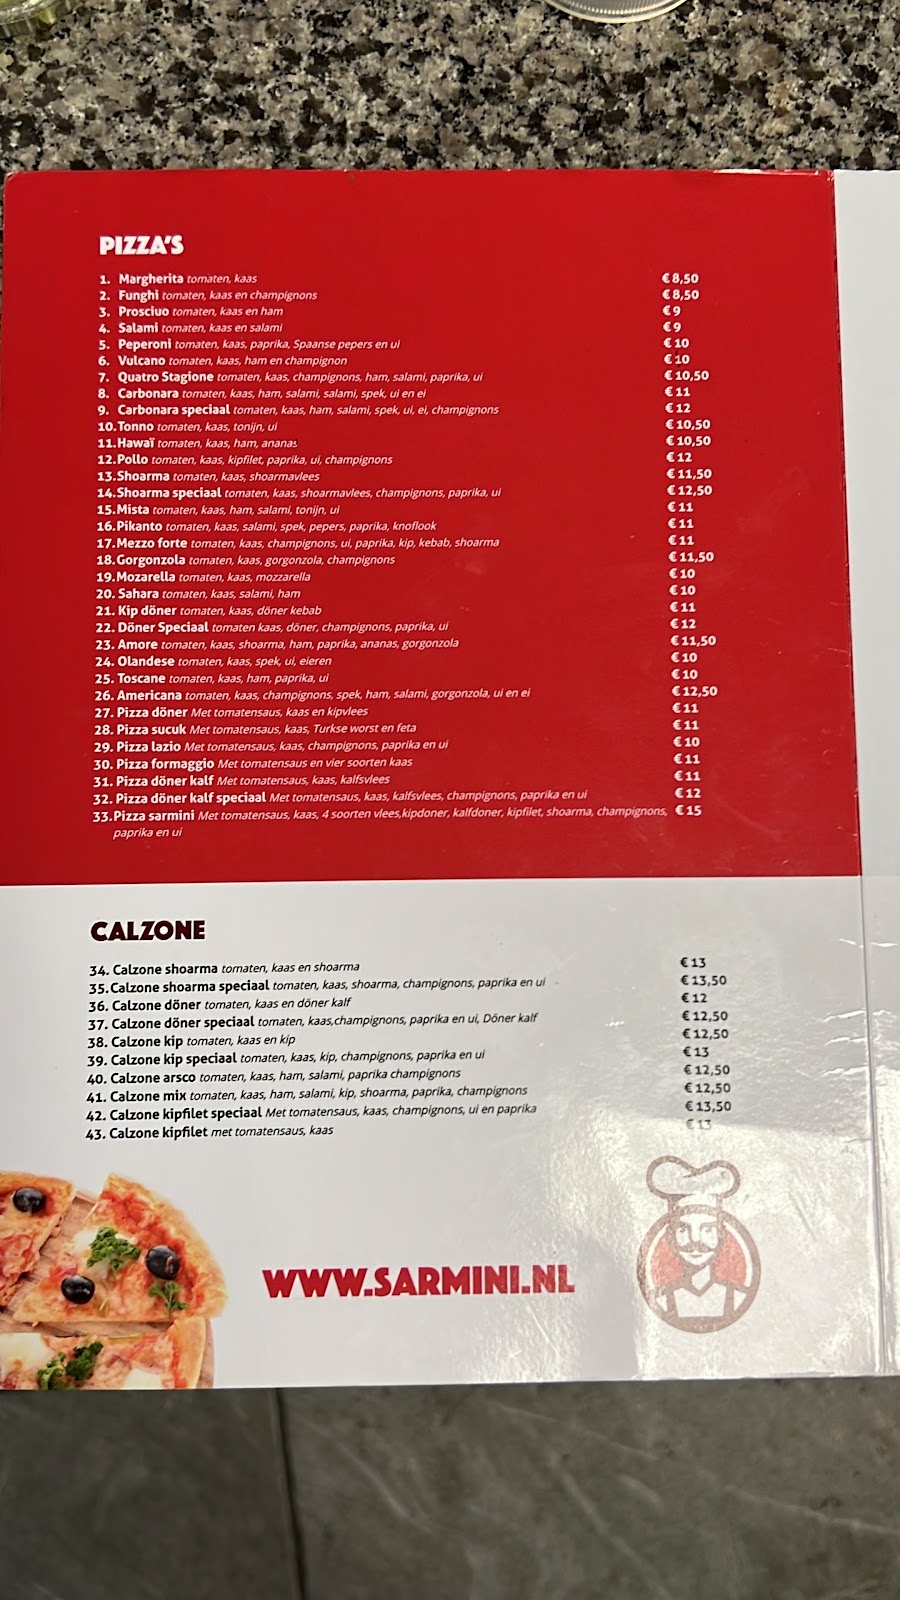 PIZZA'S
1. Margherita tomaten, kaas € 8,50
2. Funghi tomaten, kaas en champignons € 8,50
3. Prosciuo tomaten, kaas en ham € 9
4. Salami tomaten, kaas en salami € 9
5. Peperoni tomaten, kaas, paprika, Spaanse pepers en ui € 10
6. Vulcano tomaten, kaas, ham en champignon € 10
7. Quatro Stagione tomaten, kaas, champignons, ham, salami, paprika, ui € 10,50
8. Carbonara tomaten, kaas, ham, salami, salami, spek, ui en ei € 11
9. Carbonara speciaal tomaten, kaas, ham, salami, spek, ui, ei, champignons € 12
10. Tonno tomaten, kaas, tonijn, ui € 10,50
11. Hawaï tomaten, kaas, ham, ananas € 10,50
12. Pollo tomaten, kaas, kipfilet, paprika, ui, champignons € 12
13. Shoarma tomaten, kaas, shoarmavlees € 11,50
14. Shoarma speciaal tomaten, kaas, shoarmavlees, champignons, paprika, ui € 12,50
15. Mista tomaten, kaas, ham, salami, tonijn, ui € 11
16. Pikanto tomaten, kaas, salami, spek, pepers, paprika, knoflook € 11
17. Mezzo forte tomaten, kaas, champignons, ui, paprika, kip, kebab, shoarma € 11
18. Gorgonzola tomaten, kaas, gorgonzola, champignons € 11,50
19. Mozarella tomaten, kaas, mozzarella € 10
20. Sahara tomaten, kaas, salami, ham € 10
21. Kip döner tomaten, kaas, döner kebab € 11
22. Döner Speciaal tomaten kaas, döner, champignons, paprika, ui € 12
23. Amore tomaten, kaas, shoarma, ham, paprika, ananas, gorgonzola € 11,50
24. Olandese tomaten, kaas, spek, ui, eieren € 10
25. Toscane tomaten, kaas, ham, paprika, ui € 10
26. Americana tomaten, kaas, champignons, spek, ham, salami, gorgonzola, ui en ei € 12,50
27. Pizza döner Met tomatensaus, kaas en kipvlees € 11
28. Pizza sucuk Met tomatensaus, kaas, Turkse worst en feta € 11
29. Pizza lazio Met tomatensaus, kaas, champignons, paprika en ui € 10
30. Pizza formaggio Met tomatensaus en vier soorten kaas € 11
31. Pizza döner kalf Met tomatensaus, kaas, kalfsvlees € 11
32. Pizza döner kalf speciaal Met tomatensaus, kaas, kalfsvlees, champignons, paprika en ui € 12
33. Pizza sarmini Met tomatensaus, kaas, 4 soorten vlees,kipdoner, kalfdoner, kipfilet, shoarma, champignons, € 15
paprika en ui
CALZONE
34. Calzone shoarma tomaten, kaas en shoarma € 13
35. Calzone shoarma speciaal tomaten, kaas, shoarma, champignons, paprika en ui € 13,50
36. Calzone döner tomaten, kaas en döner kalf € 12
37. Calzone döner speciaal tomaten, kaas,champignons, paprika en ui, Döner kalf € 12,50
38. Calzone kip tomaten, kaas en kip € 12,50
39. Calzone kip speciaal tomaten, kaas, kip, champignons, paprika en ui € 13
40. Calzone arsco tomaten, kaas, ham, salami, paprika champignons € 12,50
41. Calzone mix tomaten, kaas, ham, salami, kip, shoarma, paprika, champignons € 12,50
42. Calzone kipfilet speciaal Met tomatensaus, kaas, champignons, ui en paprika € 13,50
43. Calzone kipfilet met tomatensaus, kaas € 13
WWW.SARMINI.NL